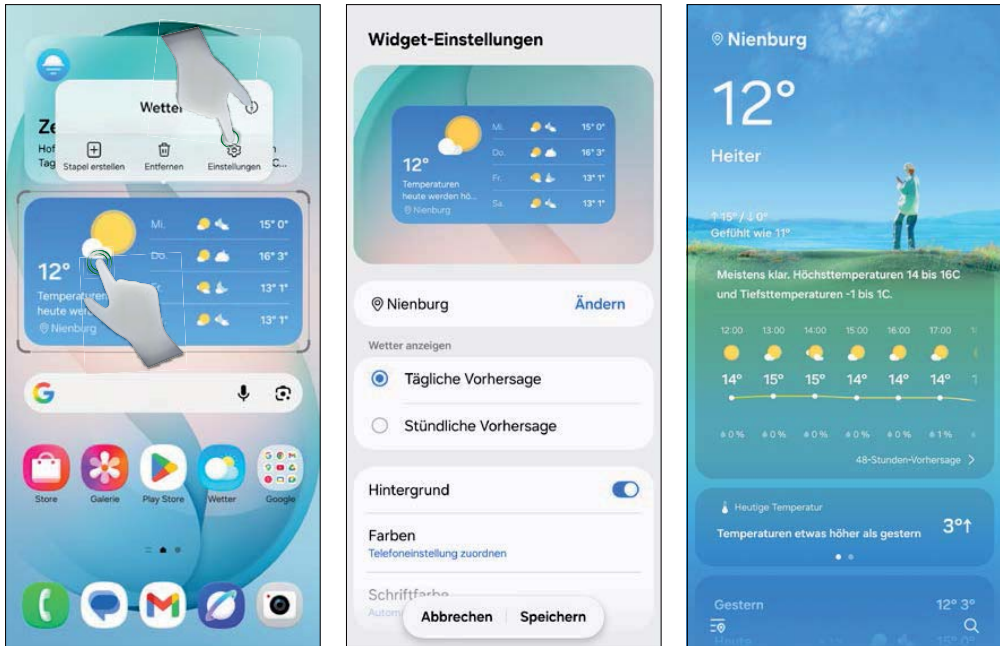 Wetter
Ze
Hof
Tag
C...
Stapel erstellen
Entfernen
Einstellungen
12°
Temperaturen
heute werd
Nienburg
Mi. 15° 0°
Do. 16° 3°
Fr. 13° 1°
13° 1°
Store
Galerie
Play Store
Wetter
Google
Widget-Einstellungen
12°
Temperaturen
heute werden hö...
Nienburg
Mi. 15° 0°
Do. 16° 3°
Fr. 13° 1°
Sa. 13° 1°
Nienburg Ändern
Wetter anzeigen
Tägliche Vorhersage
Stündliche Vorhersage
Hintergrund
Farben
Telefoneinstellung zuordnen
Schriftfarbe
Autom
Abbrechen Speichern
Nienburg
12°
Heiter
↑ 15° / ↓ 0°
Gefühlt wie 11°
Meistens klar. Höchsttemperaturen 14 bis 16C
und Tiefsttemperaturen -1 bis 1C.
12:00 13:00 14:00 15:00 16:00 17:00
14° 15° 15° 14° 14° 14°
0 % 0 % 0 % 0 % 0 % 1 %
48-Stunden-Vorhersage >
Heutige Temperatur
Temperaturen etwas höher als gestern 3°↑
Gestern 12° 3°
Heute 15° 0°